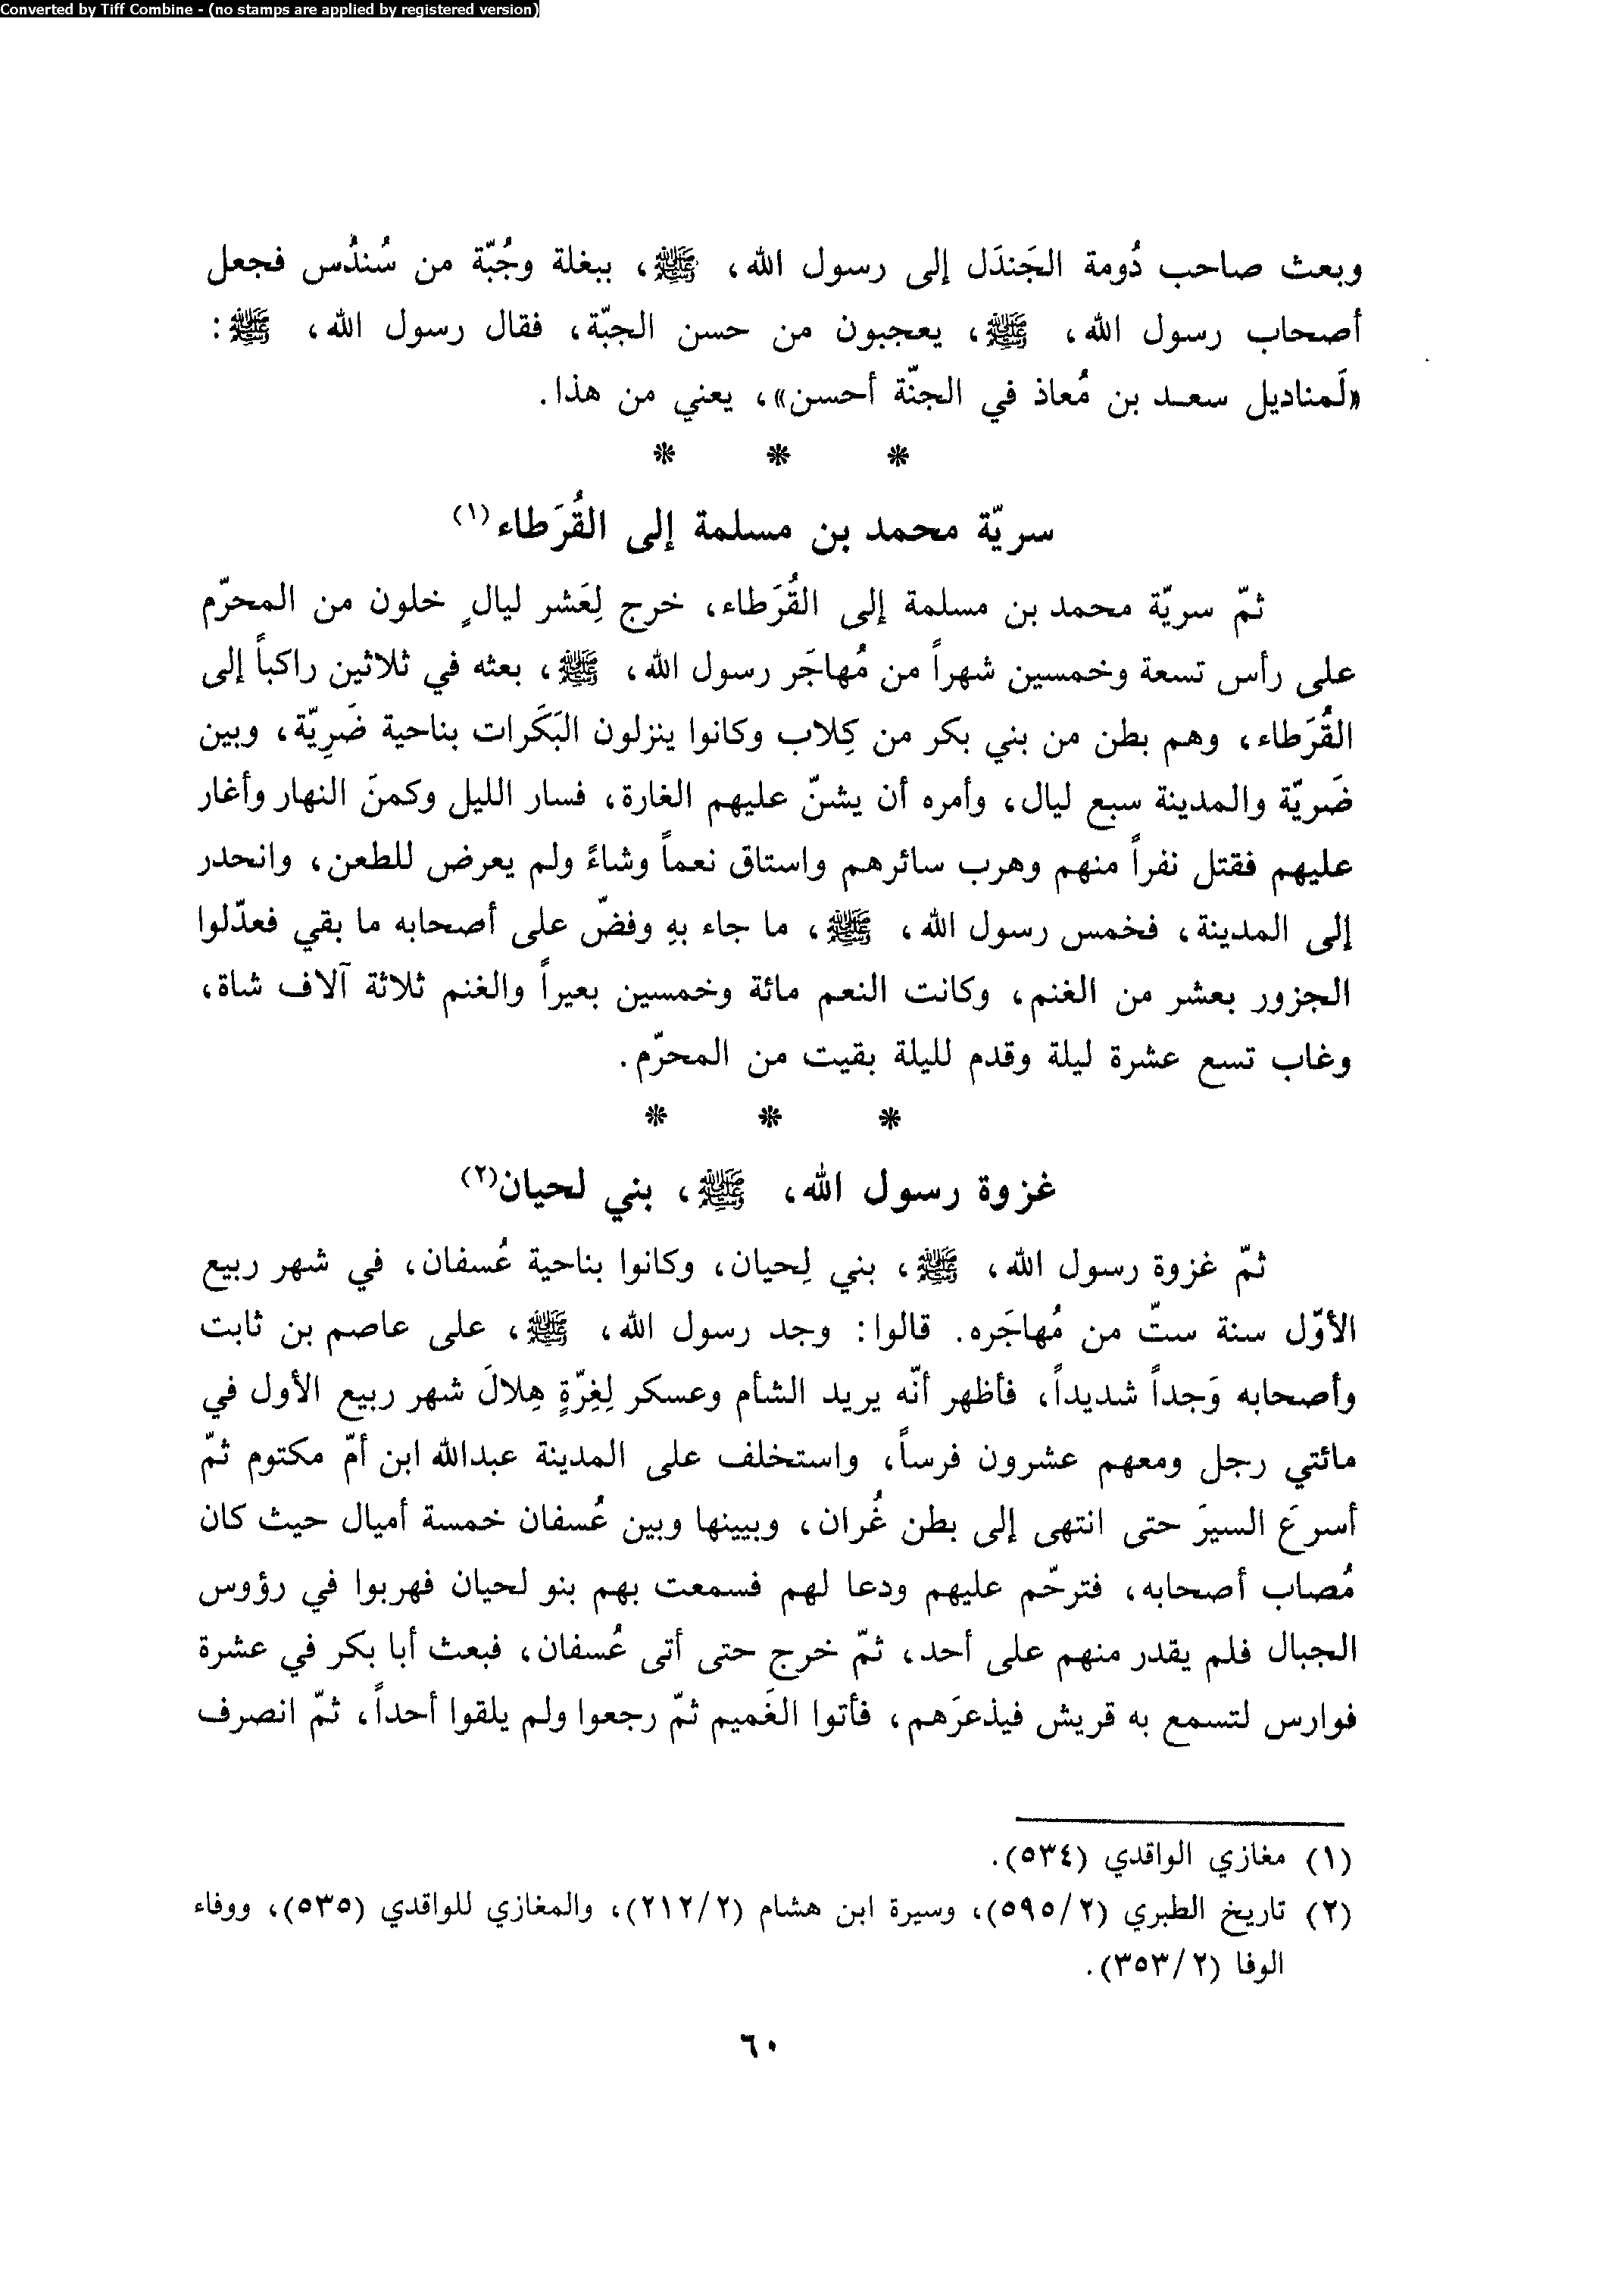 Converted by Tiff Combine - (no stamps are applied by registered version)
وبعث صاحب دُومة الجَندَل إلى رسول الله، ﷺ، ببغلة وجُبّة من سُندُس فجعل
أصحاب رسول الله، ﷺ، يعجبون من حسن الجبّة، فقال رسول الله، ﷺ:
«لَمناديل سعد بن مُعاذ في الجنّة أحسن»، يعني من هذا.
* * *
سريّة محمد بن مسلمة إلى القُرَطاء(١)
ثمّ سريّة محمد بن مسلمة إلى القُرَطاء، خرج لِعَشر ليالٍ خلون من المحرّم
على رأس تسعة وخمسين شهراً من مُهاجَر رسول الله، ﷺ، بعثه في ثلاثين راكباً إلى
القُرَطاء، وهم بطن من بني بكر من كِلاب وكانوا ينزلون البَكَرات بناحية ضَرِيّة، وبين
ضَريّة والمدينة سبع ليال، وأمره أن يشنّ عليهم الغارة، فسار الليل وكمنَ النهار وأغار
عليهم فقتل نفراً منهم وهرب سائرهم واستاق نعماً وشاءً ولم يعرض للطعن، وانحدر
إلى المدينة، فخمس رسول الله، ﷺ، ما جاء بهِ وفضّ على أصحابه ما بقي فعدّلوا
الجزور بعشر من الغنم، وكانت النعم مائة وخمسين بعيراً والغنم ثلاثة آلاف شاة،
وغاب تسع عشرة ليلة وقدم لليلة بقيت من المحرّم.
* * *
غزوة رسول الله، ﷺ، بني لحيان(٢)
ثمّ غزوة رسول الله، ﷺ، بني لِحيان، وكانوا بناحية عُسفان، في شهر ربيع
الأوّل سنة ستّ من مُهاجَره. قالوا: وجد رسول الله، ﷺ، على عاصم بن ثابت
وأصحابه وَجداً شديداً، فأظهر أنّه يريد الشأم وعسكر لِغِرّةٍ هِلالَ شهر ربيع الأول في
مائتي رجل ومعهم عشرون فرساً، واستخلف على المدينة عبدالله ابن أمّ مكتوم ثمّ
أسرعَ السيرَ حتى انتهى إلى بطن غُران، وبيينها وبين عُسفان خمسة أميال حيث كان
مُصاب أصحابه، فترحّم عليهم ودعا لهم فسمعت بهم بنو لحيان فهربوا في رؤوس
الجبال فلم يقدر منهم على أحد، ثمّ خرج حتى أتى عُسفان، فبعث أبا بكر في عشرة
فوارس لتسمع به قريش فيذعرَهم، فأتوا الغَميم ثمّ رجعوا ولم يلقوا أحداً، ثمّ انصرف
(١) مغازي الواقدي (٥٣٤).
(٢) تاريخ الطبري (٥٩٥/٢)، وسيرة ابن هشام (٢١٢/٢)، والمغازي للواقدي (٥٣٥)، ووفاء
الوفا (٣٥٣/٢).
٦٠